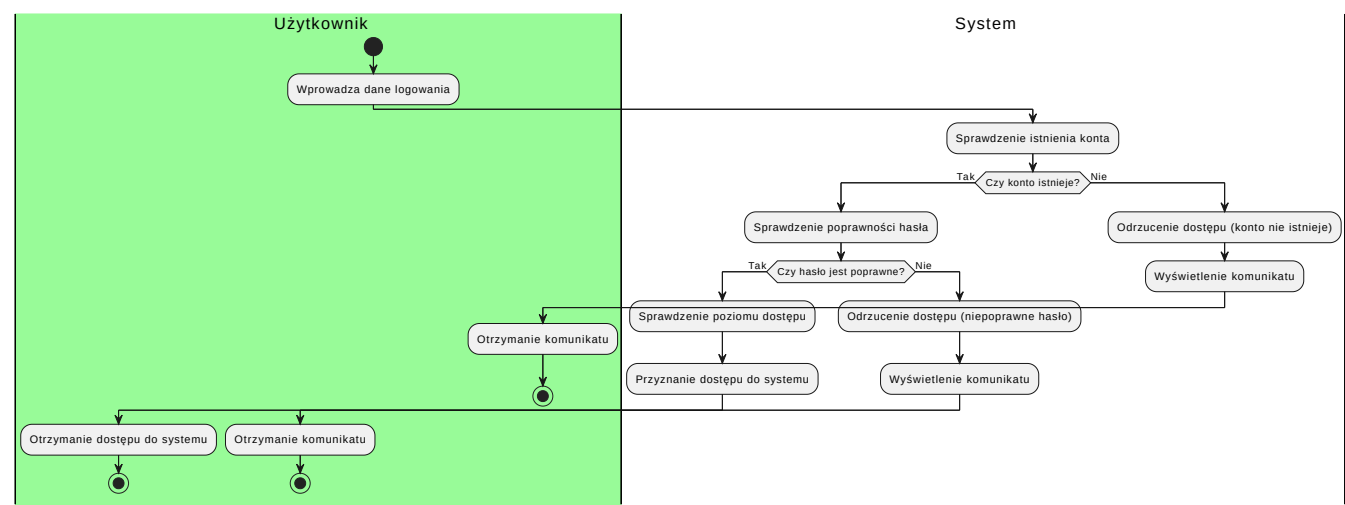 Użytkownik
System
Wprowadza dane logowania
Sprawdzenie istnienia konta
Tak
Czy konto istnieje?
Nie
Sprawdzenie poprawności hasła
Odrzucenie dostępu (konto nie istnieje)
Tak
Czy hasło jest poprawne?
Nie
Wyświetlenie komunikatu
Sprawdzenie poziomu dostępu
Odrzucenie dostępu (niepoprawne hasło)
Otrzymanie komunikatu
Przyznanie dostępu do systemu
Wyświetlenie komunikatu
Otrzymanie dostępu do systemu
Otrzymanie komunikatu